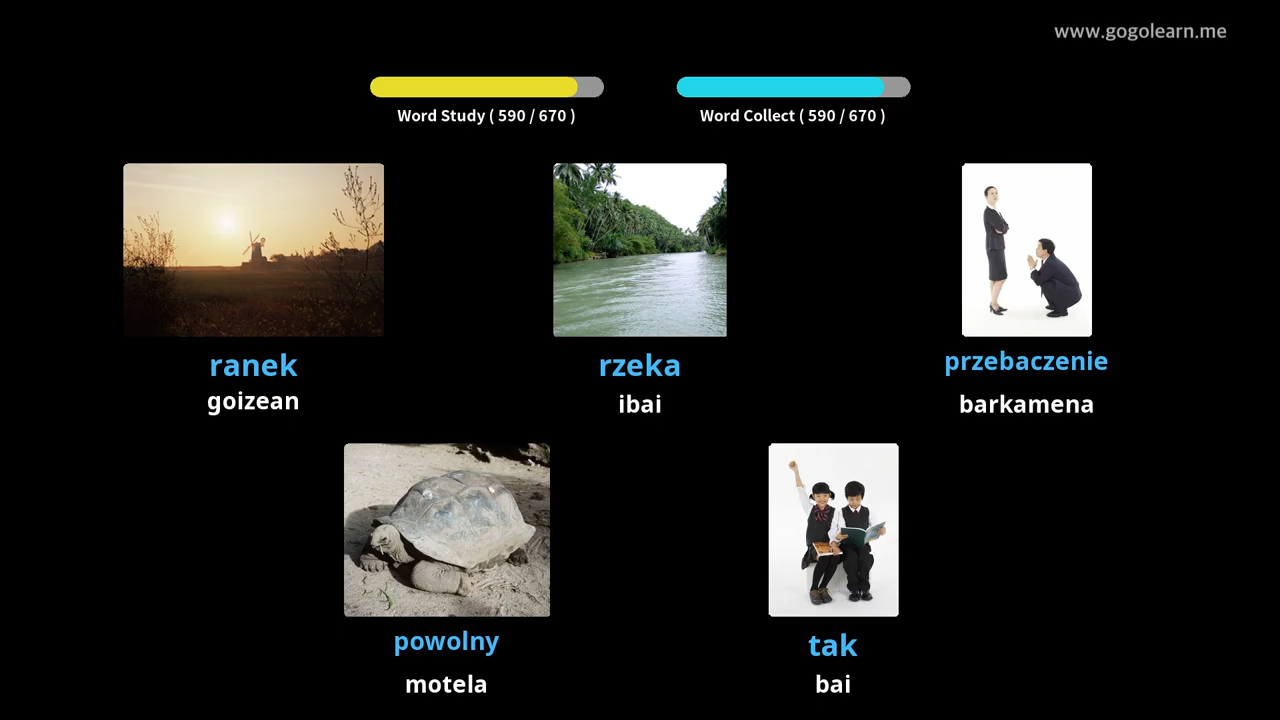 www.gogolearn.me
Word Study ( 590 / 670 )
Word Collect ( 590 / 670 )
ranek
goizean
rzeka
ibai
przebaczenie
barkamena
powolny
motela
tak
bai